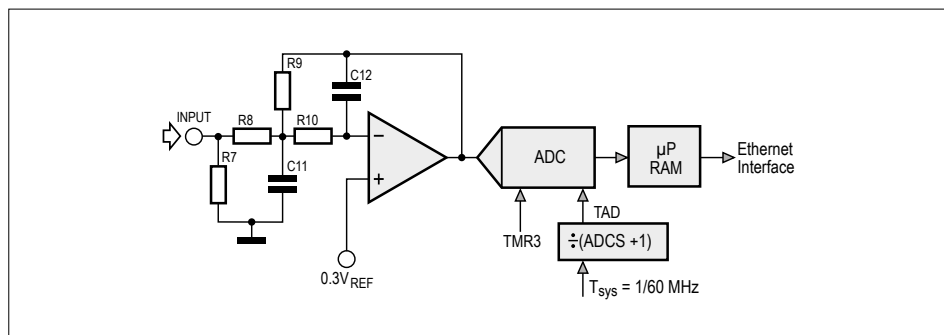 R9
C12
INPUT
R8
R10
R7
C11
−
+
ADC
µP
RAM
Ethernet
Interface
TMR3
TAD
÷(ADCS +1)
0.3VREF
Tsys = 1/60 MHz